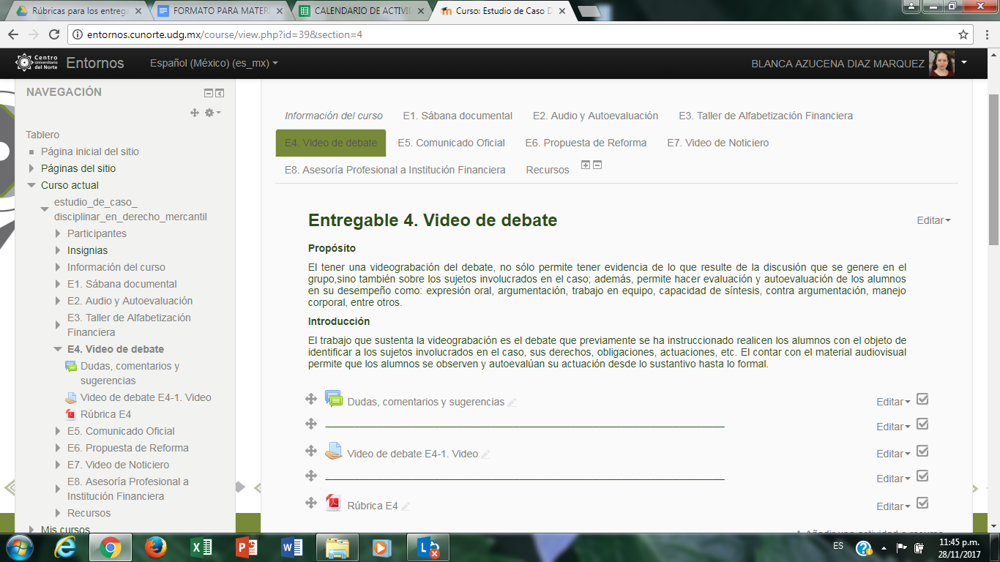 Rúbricas para los entrega
FORMATO PARA MATERI
CALENDARIO DE ACTIVI
Curso: Estudio de Caso D
entornos.cunorte.udg.mx/course/view.php?id=39&section=4
Centro
Universitario
del Norte
Entornos
Español (México) (es_mx)
BLANCA AZUCENA DIAZ MARQUEZ
NAVEGACIÓN
Tablero
Página inicial del sitio
Páginas del sitio
Curso actual
estudio_de_caso_
disciplinar_en_derecho_mercantil
Participantes
Insignias
Información del curso
E1. Sábana documental
E2. Audio y Autoevaluación
E3. Taller de Alfabetización
Financiera
E4. Video de debate
Dudas, comentarios y
sugerencias
Video de debate E4-1. Video
Rúbrica E4
E5. Comunicado Oficial
E6. Propuesta de Reforma
E7. Video de Noticiero
E8. Asesoría Profesional a
Institución Financiera
Recursos
Mis cursos
Información del curso E1. Sábana documental E2. Audio y Autoevaluación E3. Taller de Alfabetización Financiera
E4. Video de debate E5. Comunicado Oficial E6. Propuesta de Reforma E7. Video de Noticiero
E8. Asesoría Profesional a Institución Financiera Recursos
Entregable 4. Video de debate
Editar
Propósito
El tener una videograbación del debate, no sólo permite tener evidencia de lo que resulte de la discusión que se genere en el
grupo,sino también sobre los sujetos involucrados en el caso; además, permite hacer evaluación y autoevaluación de los alumnos
en su desempeño como: expresión oral, argumentación, trabajo en equipo, capacidad de síntesis, contra argumentación, manejo
corporal, entre otros.
Introducción
El trabajo que sustenta la videograbación es el debate que previamente se ha instruccionado realicen los alumnos con el objeto de
identificar a los sujetos involucrados en el caso, sus derechos, obligaciones, actuaciones, etc. El contar con el material audiovisual
permite que los alumnos se observen y autoevalúan su actuación desde lo sustantivo hasta lo formal.
Dudas, comentarios y sugerencias Editar
Editar
Video de debate E4-1. Video Editar
Editar
Rúbrica E4 Editar
Añadir una actividad o recurso
ES
11:45 p.m.
28/11/2017